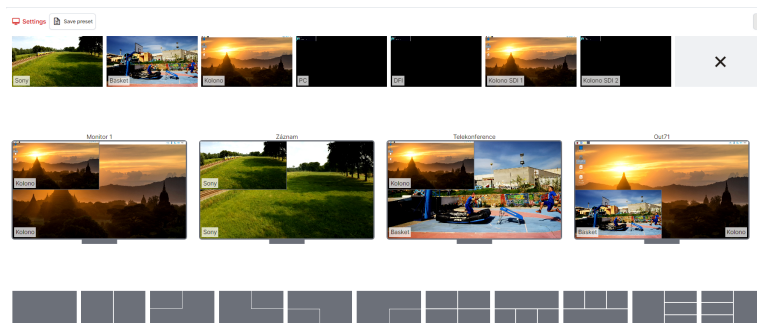 Settings
Save preset
Sony
Basket
Kolono
PC
DFI
Kolono SDI 1
Kolono SDI 2
Monitor 1
Záznam
Telekonference
Out71
Kolono
Kolono
Sony
Sony
Kolono
Basket
Basket
Kolono